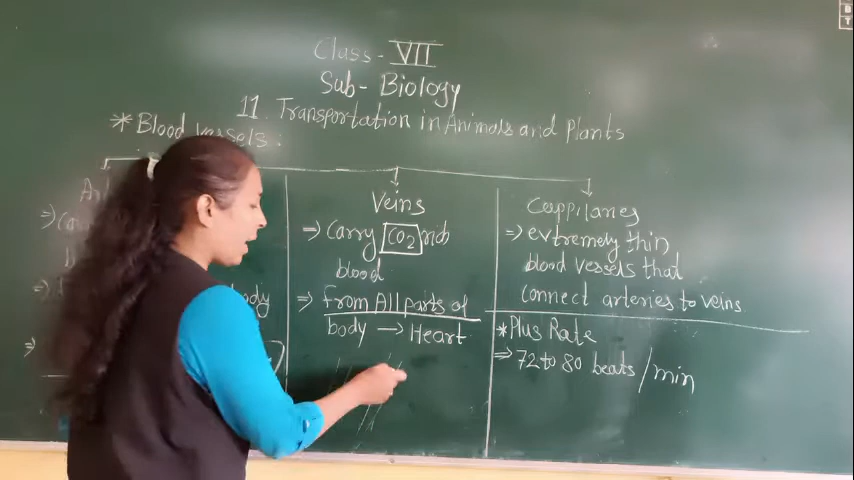 Class - VII
Sub - Biology
11. Transportation in Animals and Plants
* Blood vessels :
Veins
⇒ Carry CO2 rich
blood
⇒ from All parts of
body → Heart
Cappilaries
⇒ extremely thin
blood vessels that
connect arteries to veins.
* Plus Rate
⇒ 72 to 80 beats / min